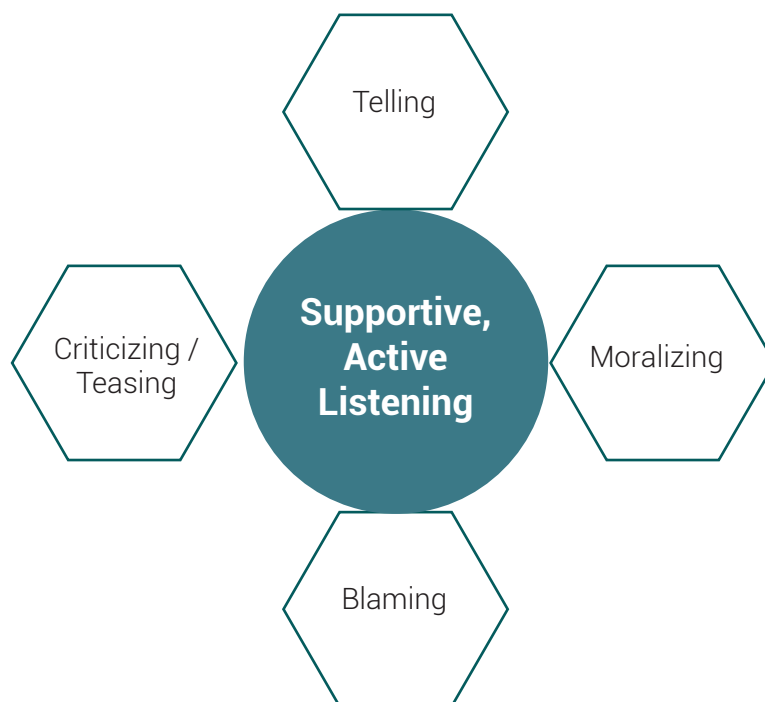 Telling
Criticizing /
Teasing
Supportive,
Active
Listening
Moralizing
Blaming